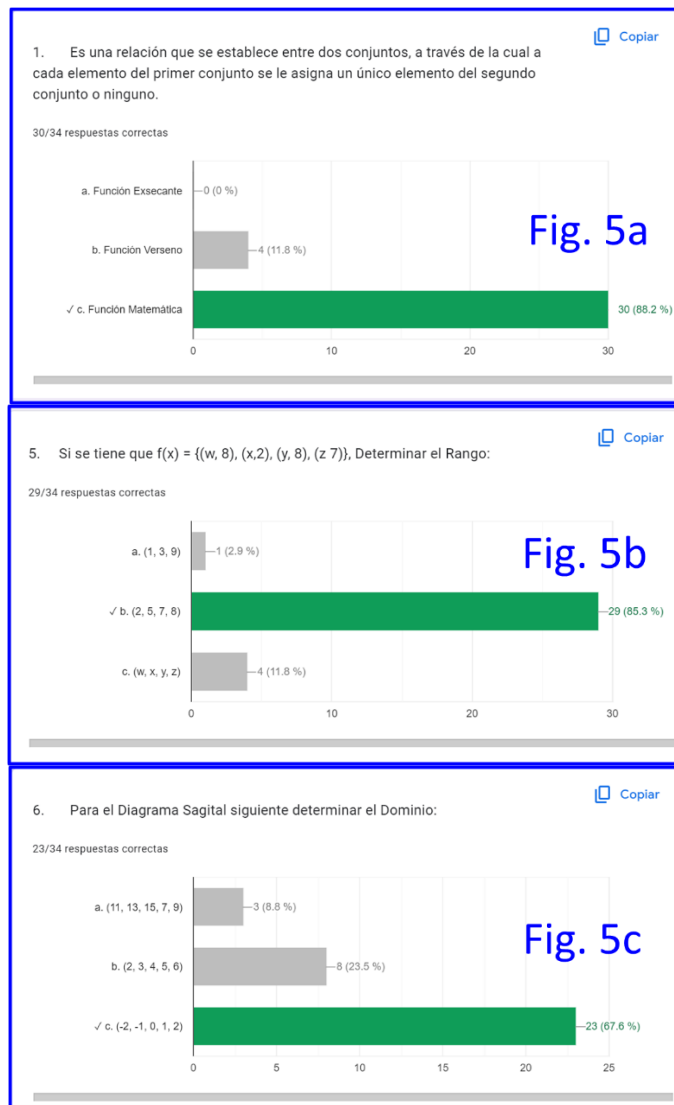 Copiar
1. Es una relación que se establece entre dos conjuntos, a través de la cual a
cada elemento del primer conjunto se le asigna un único elemento del segundo
conjunto o ninguno.
30/34 respuestas correctas
a. Función Exsecante
0 (0 %)
b. Función Verseno
4 (11.8 %)
Fig. 5a
✓ c. Función Matemática
30 (88.2 %)
0 10 20 30
Copiar
5. Si se tiene que f(x) = {(w, 8), (x,2), (y, 8), (z 7)}, Determinar el Rango:
29/34 respuestas correctas
a. (1, 3, 9)
1 (2.9 %)
Fig. 5b
✓ b. (2, 5, 7, 8)
29 (85.3 %)
c. (w, x, y, z)
4 (11.8 %)
0 10 20 30
Copiar
6. Para el Diagrama Sagital siguiente determinar el Dominio:
23/34 respuestas correctas
a. (11, 13, 15, 7, 9)
3 (8.8 %)
Fig. 5c
b. (2, 3, 4, 5, 6)
8 (23.5 %)
✓ c. (-2, -1, 0, 1, 2)
23 (67.6 %)
0 5 10 15 20 25